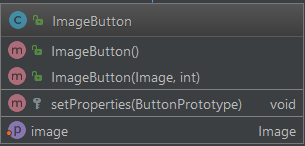 C ImageButton
m ImageButton()
m ImageButton(Image, int)
m setProperties(ButtonPrototype) void
p image Image